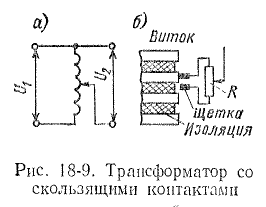 а) б) Виток
U₁ U₂
R
Щетка
Изоляция
Рис. 18-9. Трансформатор со
скользящими контактами